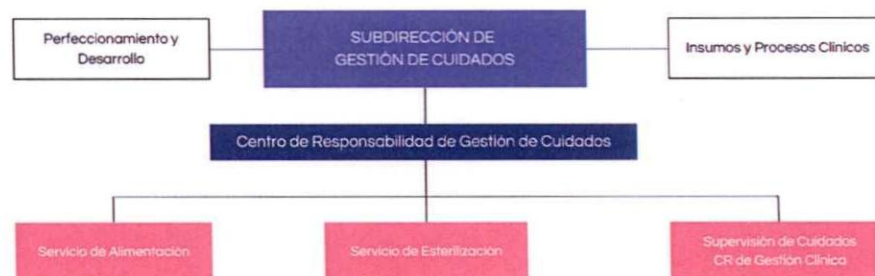 Perfeccionamiento y
Desarrollo
SUBDIRECCIÓN DE
GESTIÓN DE CUIDADOS
Insumos y Procesos Clínicos
Centro de Responsabilidad de Gestión de Cuidados
Servicio de Alimentación
Servicio de Esterilización
Supervisión de Cuidados
CR de Gestión Clínica